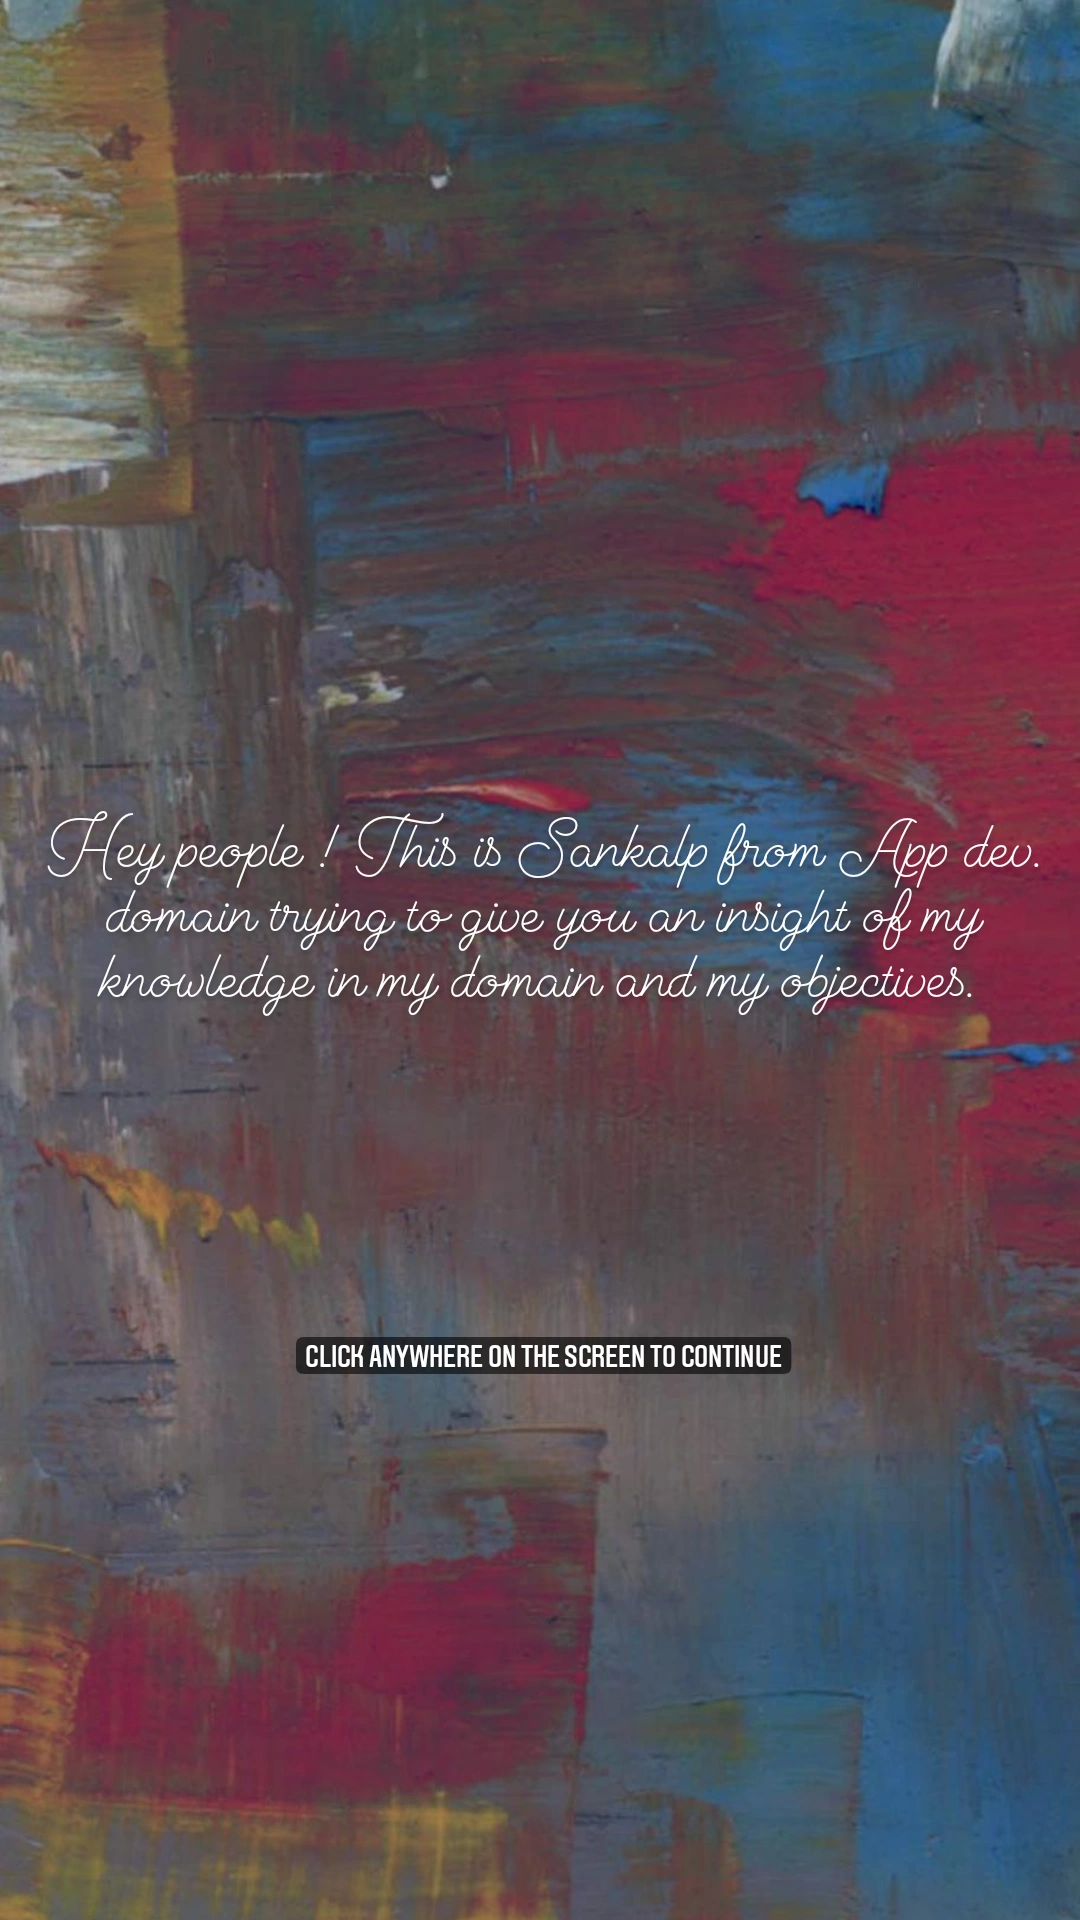 Hey people ! This is Sankalp from App dev.
domain trying to give you an insight of my
knowledge in my domain and my objectives.
CLICK ANYWHERE ON THE SCREEN TO CONTINUE